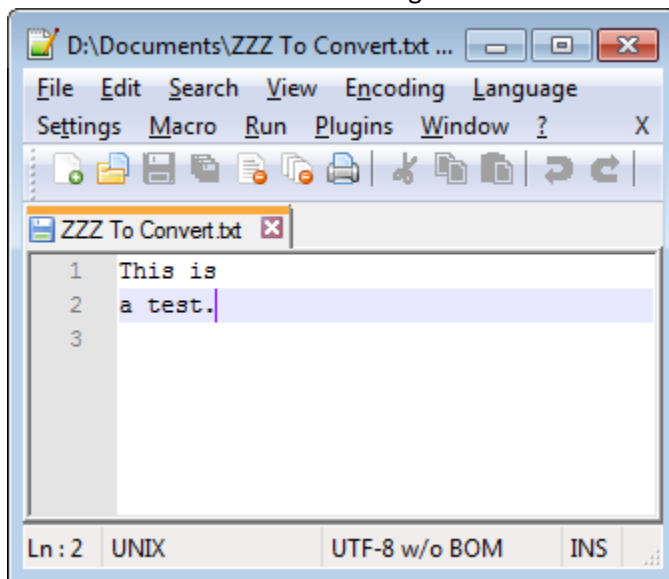 D:\Documents\ZZZ To Convert.txt ...
File Edit Search View Encoding Language
Settings Macro Run Plugins Window ? X
ZZZ To Convert.txt
1 This is
2 a test.
3
Ln : 2 UNIX UTF-8 w/o BOM INS